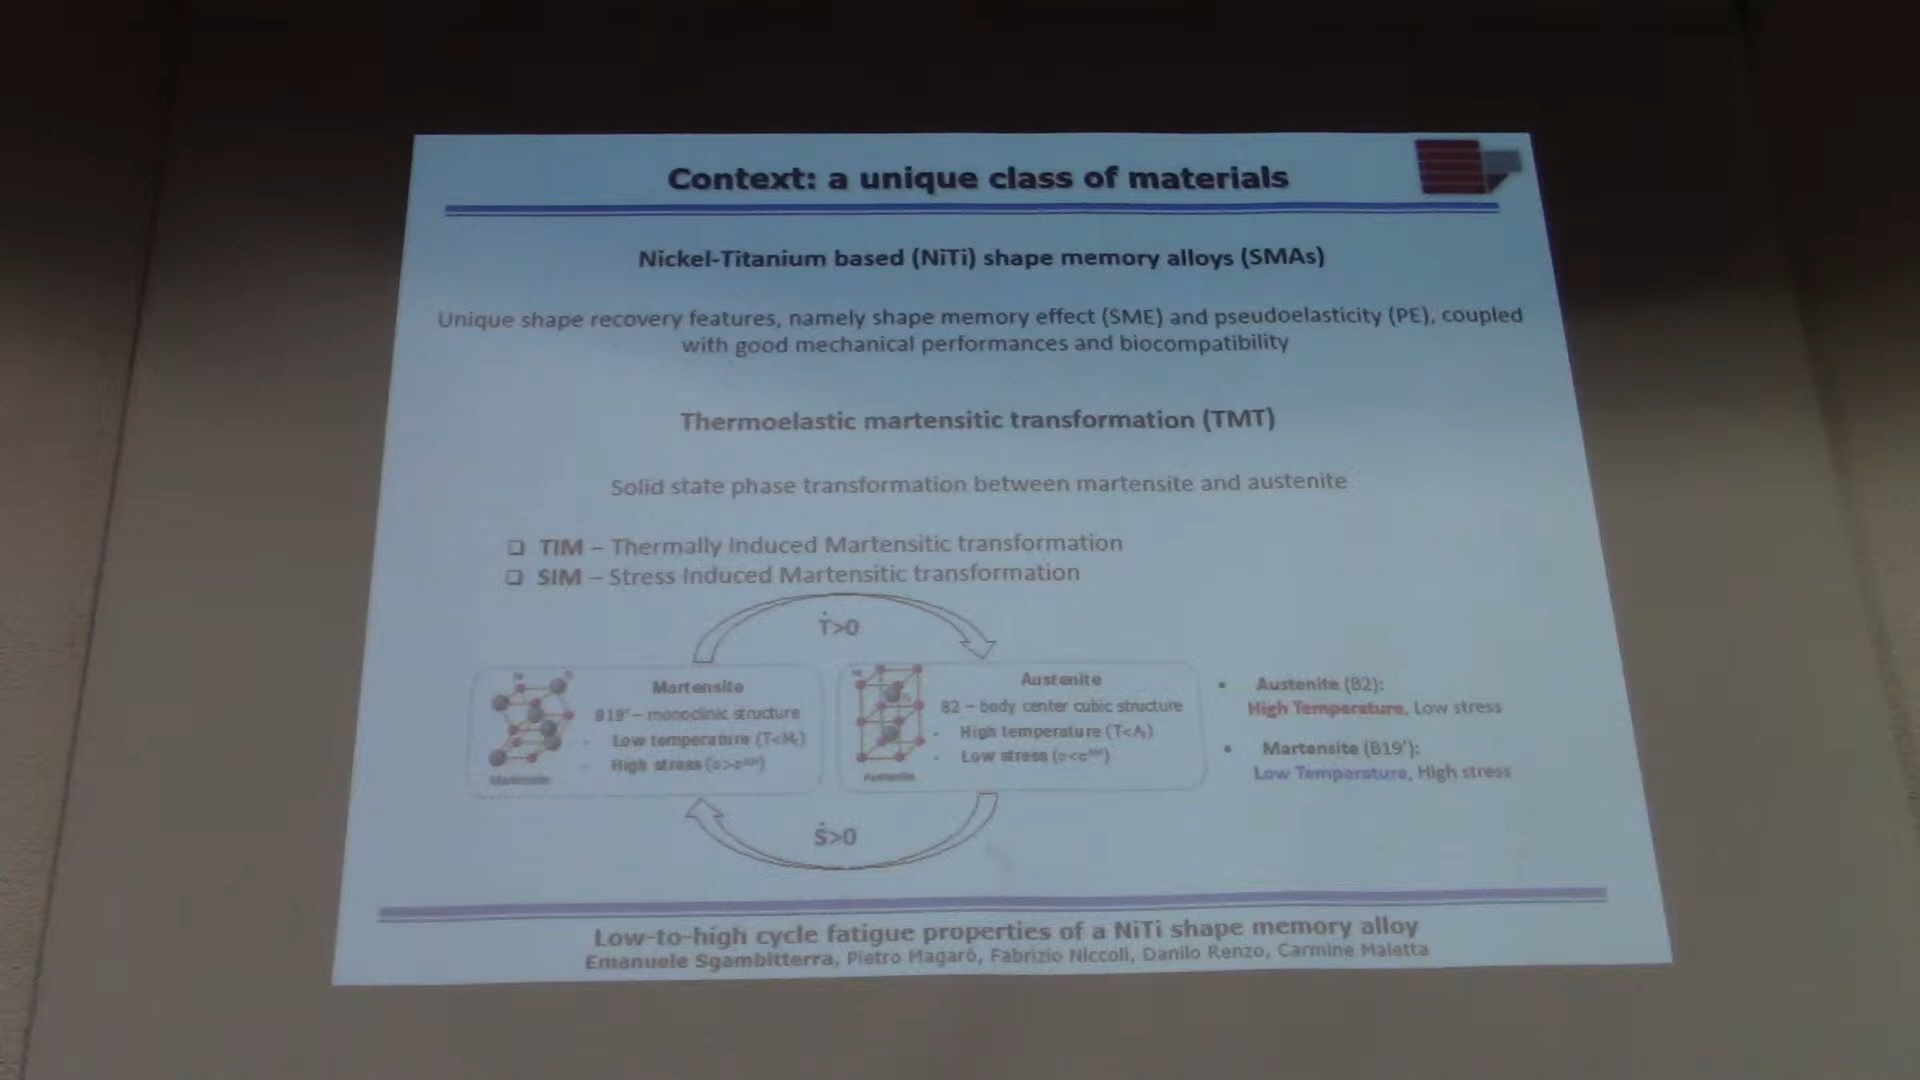 Context: a unique class of materials
Nickel-Titanium based (NiTi) shape memory alloys (SMAs)
Unique shape recovery features, namely shape memory effect (SME) and pseudoelasticity (PE), coupled
with good mechanical performances and biocompatibility
Thermoelastic martensitic transformation (TMT)
Solid state phase transformation between martensite and austenite
❑ TIM – Thermally Induced Martensitic transformation
❑ SIM – Stress Induced Martensitic transformation
Ṫ>0
Martensite
B19' – monoclinic structure
- Low temperature (T<Mf)
- High stress
Martensite
Austenite
B2 – body center cubic structure
- High temperature (T<Af)
- Low stress
Austenite
• Austenite (B2):
High Temperature, Low stress
• Martensite (B19'):
Low Temperature, High stress
Ṡ>0
Low-to-high cycle fatigue properties of a NiTi shape memory alloy
Emanuele Sgambitterra, Pietro Magarò, Fabrizio Niccoli, Danilo Renzo, Carmine Maletta